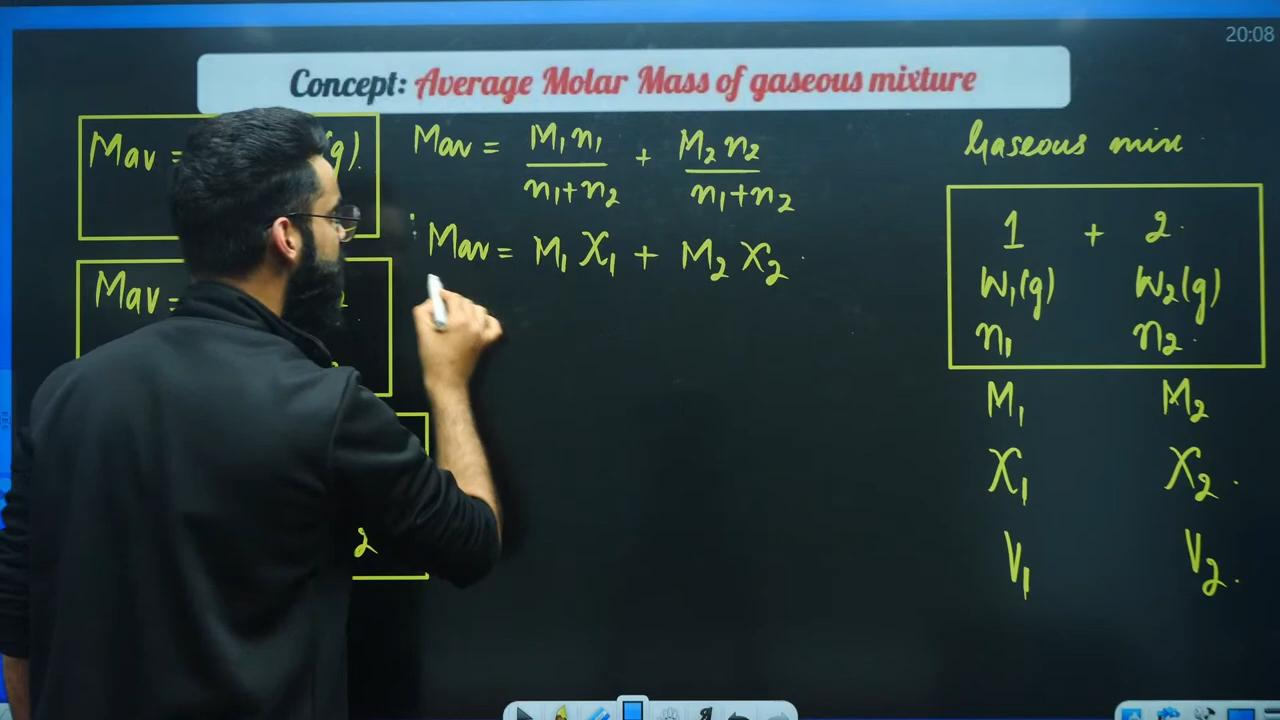 20:08
Concept: Average Molar Mass of gaseous mixture
Mav = g).
Mav =
2
Mav = M₁n₁/n₁+n₂ + M₂n₂/n₁+n₂
∴ Mav = M₁X₁ + M₂X₂.
Gaseous mix.
1 + 2.
W₁(g) W₂(g)
n₁ n₂.
M₁ M₂
X₁ X₂.
V₁ V₂.